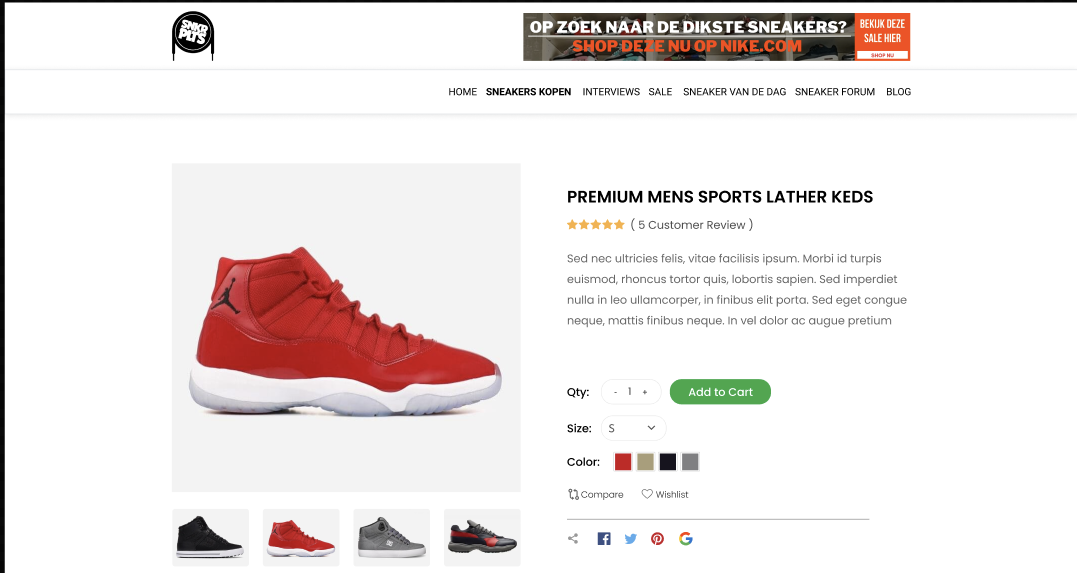 SNKR
PLTS
OP ZOEK NAAR DE DIKSTE SNEAKERS?
SHOP DEZE NU OP NIKE.COM
BEKIJK DEZE
SALE HIER
SHOP NU
HOME SNEAKERS KOPEN INTERVIEWS SALE SNEAKER VAN DE DAG SNEAKER FORUM BLOG
PREMIUM MENS SPORTS LATHER KEDS
( 5 Customer Review )
Sed nec ultricies felis, vitae facilisis ipsum. Morbi id turpis
euismod, rhoncus tortor quis, lobortis sapien. Sed imperdiet
nulla in leo ullamcorper, in finibus elit porta. Sed eget congue
neque, mattis finibus neque. In vel dolor ac augue pretium
Qty: - 1 + Add to Cart
Size: S
Color:
Compare Wishlist
DC